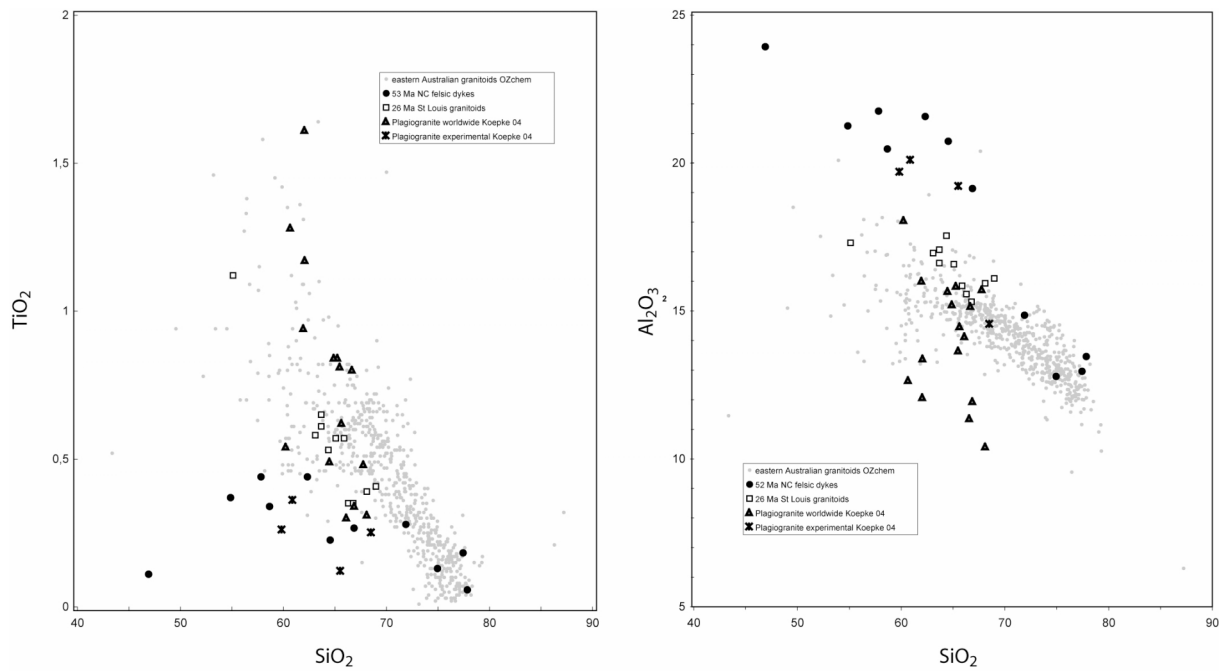 2
1,5
1
0,5
0
TiO2
40
50
60
70
80
90
SiO2
eastern Australian granitoids OZchem
53 Ma NC felsic dykes
26 Ma St Louis granitoids
Plagiogranite worldwide Koepke 04
Plagiogranite experimental Koepke 04
25
20
15
10
5
Al2O3 2
40
50
60
70
80
90
SiO2
eastern Australian granitoids OZchem
52 Ma NC felsic dykes
26 Ma St Louis granitoids
Plagiogranite worldwide Koepke 04
Plagiogranite experimental Koepke 04